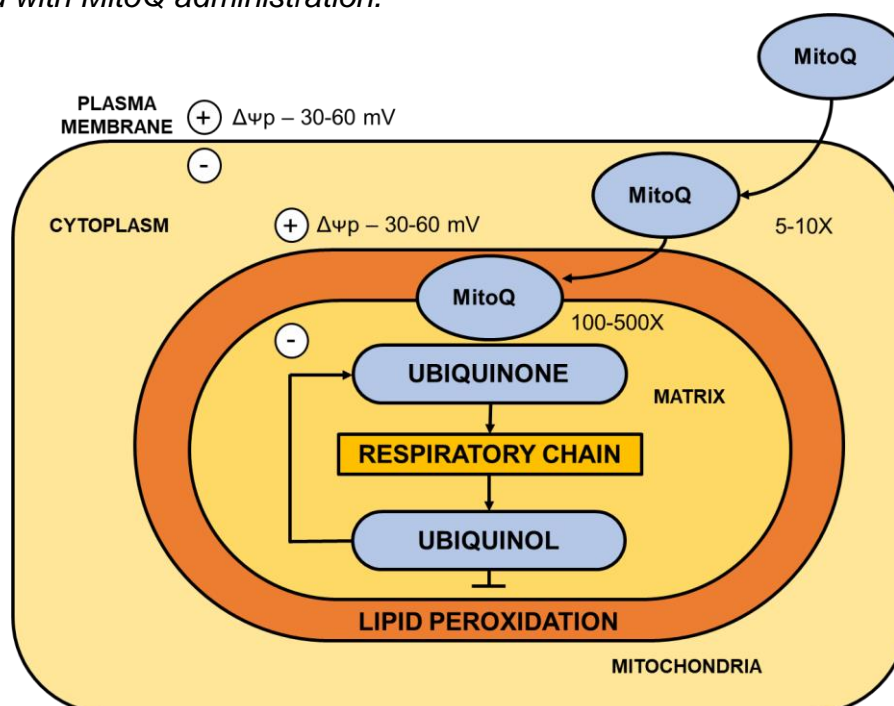 with MitoQ administration.
MitoQ
PLASMA
MEMBRANE
+
ΔΨp – 30-60 mV
-
MitoQ
CYTOPLASM
+
ΔΨp – 30-60 mV
5-10X
MitoQ
100-500X
-
UBIQUINONE
MATRIX
RESPIRATORY CHAIN
UBIQUINOL
LIPID PEROXIDATION
MITOCHONDRIA